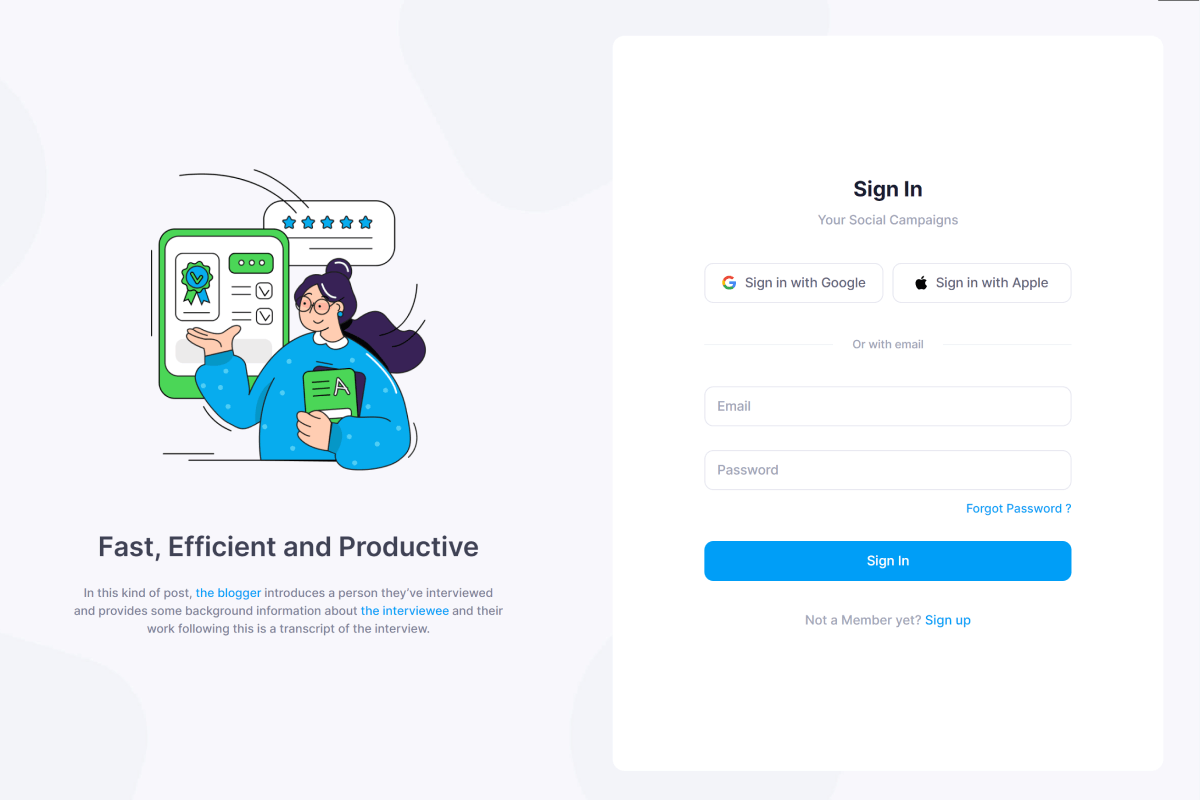 Fast, Efficient and Productive
In this kind of post, the blogger introduces a person they’ve interviewed
and provides some background information about the interviewee and their
work following this is a transcript of the interview.
Sign In
Your Social Campaigns
Sign in with Google
Sign in with Apple
Or with email
Email
Password
Forgot Password ?
Sign In
Not a Member yet? Sign up
A